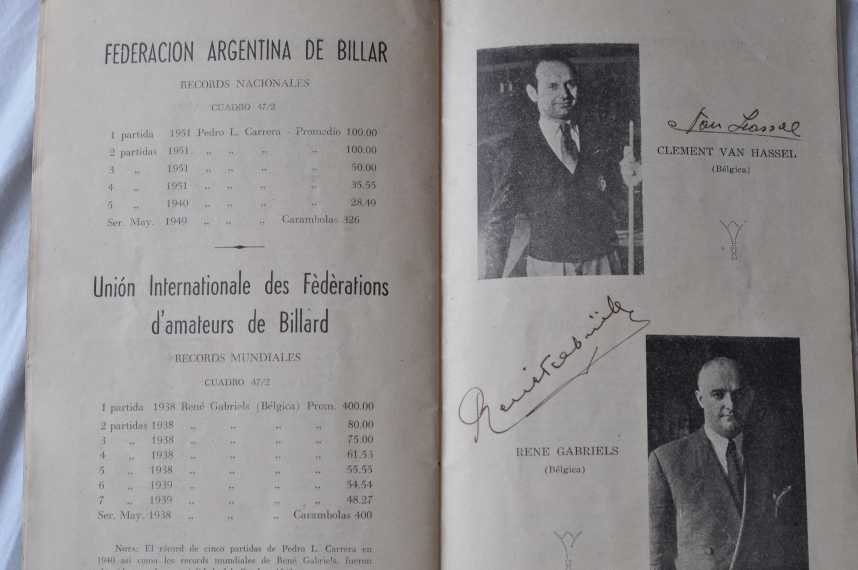 FEDERACION ARGENTINA DE BILLAR
RECORDS NACIONALES
CUADRO 47/2
1 partida 1951 Pedro L. Carrera - Promedio 100.00
2 partidas 1951 ,, ,, ,, ,, 100.00
3 ,, 1951 ,, ,, ,, ,, 50.00
4 ,, 1951 ,, ,, ,, ,, 35.55
5 ,, 1940 ,, ,, ,, ,, 28.49
Ser. May. 1949 ,, ,, ,, Carambolas 326
Unión Internationale des Fèdèrations
d'amateurs de Billard
RECORDS MUNDIALES
CUADRO 47/2
1 partida 1938 René Gabriels (Bélgica) Prom. 400.00
2 partidas 1938 ,, ,, ,, ,, 80.00
3 ,, 1938 ,, ,, ,, ,, 75.00
4 ,, 1938 ,, ,, ,, ,, 61.53
5 ,, 1938 ,, ,, ,, ,, 55.55
6 ,, 1939 ,, ,, ,, ,, 54.54
7 ,, 1939 ,, ,, ,, ,, 48.27
Ser. May. 1938 ,, ,, ,, Carambolas 400
NOTA: El récord de cinco partidas de Pedro L. Carrera en
1940 así como los records mundiales de René Gabriels, fueron
Van Hassel
CLEMENT VAN HASSEL
(Bélgica)
René Gabriels
RENE GABRIELS
(Bélgica)